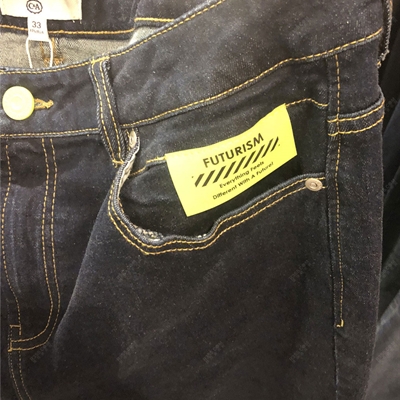 C&A
33
FUTURISM
Everything Feels
Different With A Future!